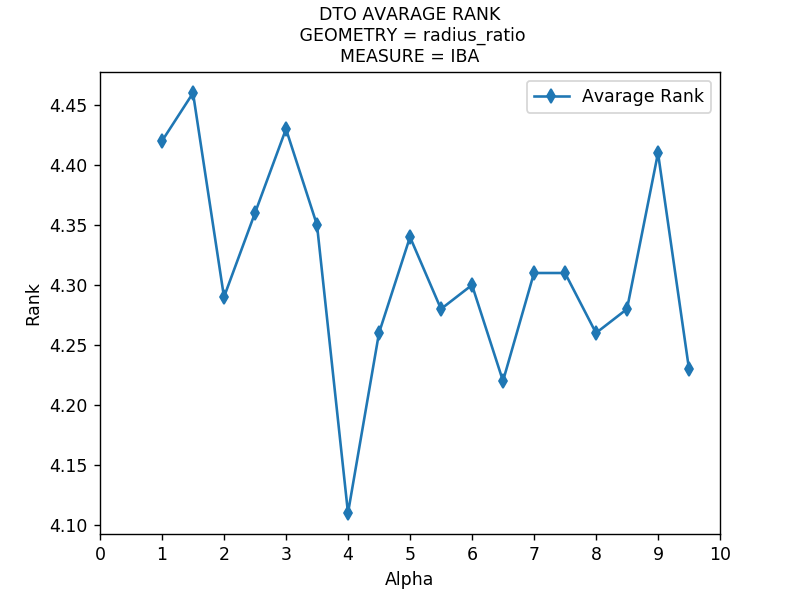 DTO AVARAGE RANK
GEOMETRY = radius_ratio
MEASURE = IBA
Avarage Rank
4.45
4.40
4.35
4.30
4.25
4.20
4.15
4.10
Rank
0 1 2 3 4 5 6 7 8 9 10
Alpha